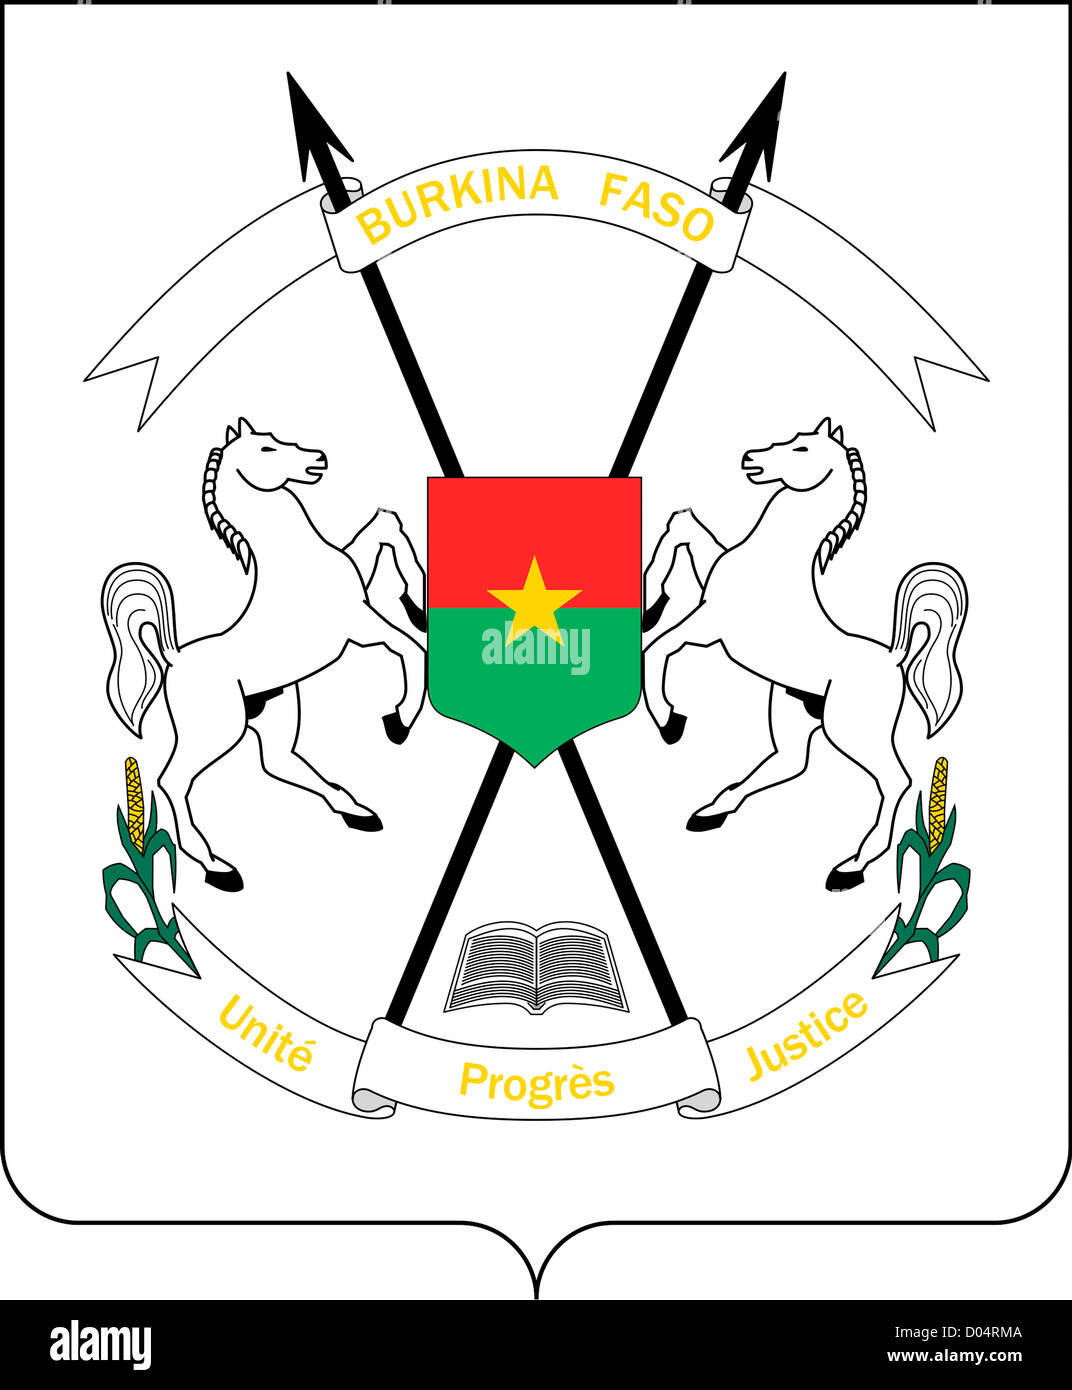 BURKINA FASO
alamy
Unité Progrès Justice
alamy
Image ID: D04RMA
www.alamy.com